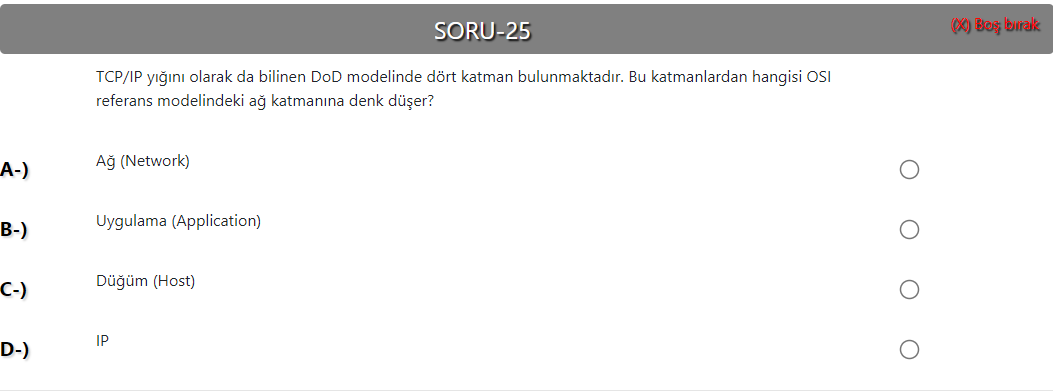 SORU-25
(X) Boş bırak
TCP/IP yığını olarak da bilinen DoD modelinde dört katman bulunmaktadır. Bu katmanlardan hangisi OSI
referans modelindeki ağ katmanına denk düşer?
A-) Ağ (Network)
B-) Uygulama (Application)
C-) Düğüm (Host)
D-) IP